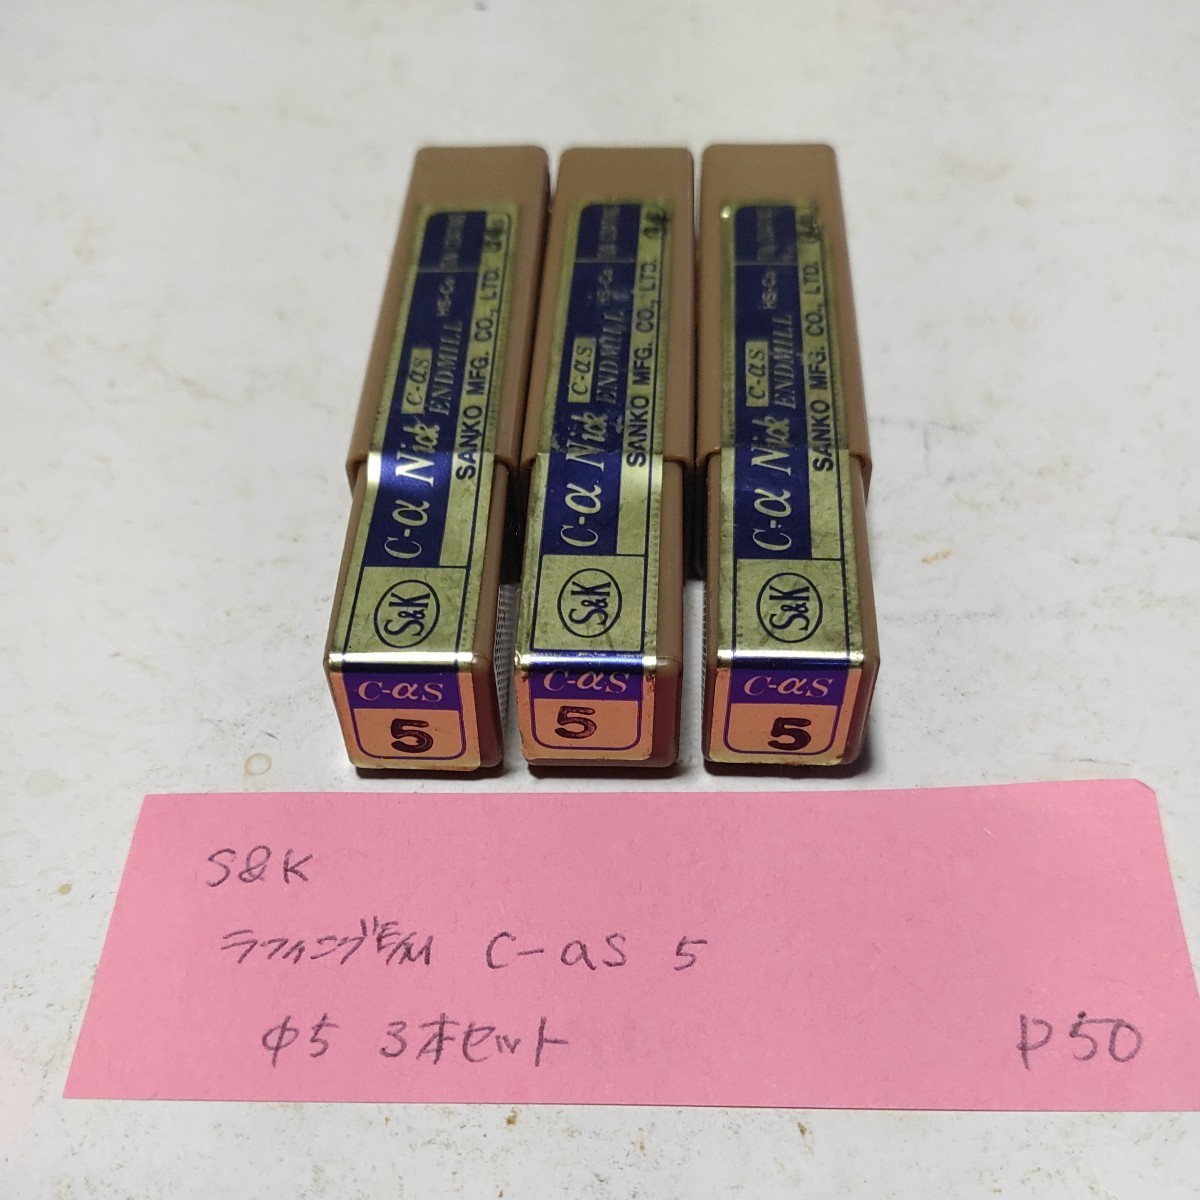 C-α Nick
C-αS
ENDMILL
HS-Co
SANKO MFG. CO., LTD.
S&K
C-αS
5
C-α Nick
C-αS
ENDMILL
HS-Co
SANKO MFG. CO., LTD.
S&K
C-αS
5
C-α Nick
C-αS
ENDMILL
HS-Co
SANKO MFG. CO., LTD.
S&K
C-αS
5
S&K
ラフィングE/M C-αS 5
φ5 3本セット
P50